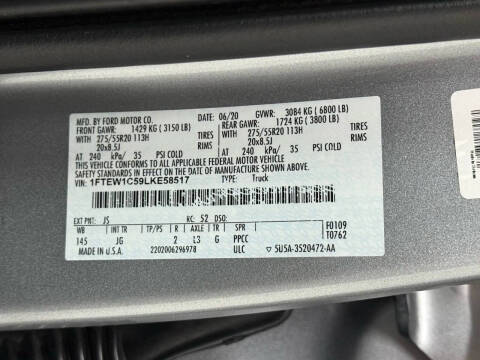 MFD. BY FORD MOTOR CO. 06/20 GVWR: 3084 KG (6800 LB)
FRONT GAWR: 1429 KG (3150 LB) REAR GAWR: 1724 KG (3800 LB)
WITH 275/55R20 113H TIRES WITH 275/55R20 113H TIRES
20x8.5J RIMS 20x8.5J RIMS
AT 240 kPa/ 35 PSI COLD AT 240 kPa/ 35 PSI COLD
THIS VEHICLE CONFORMS TO ALL APPLICABLE FEDERAL MOTOR VEHICLE
SAFETY STANDARDS IN EFFECT ON THE DATE OF MANUFACTURE SHOWN ABOVE.
VIN: 1FTEW1C59LKE58517 TYPE: Truck
EXT PNT: JS RC: 52 DSO: F0109
WB INT TR TP/PS R AXLE TR SPR T0762
145 JG 2 L3 G PPCC
MADE IN U.S.A. 2202006296978 ULC ▽ 5U5A-3520472-AA